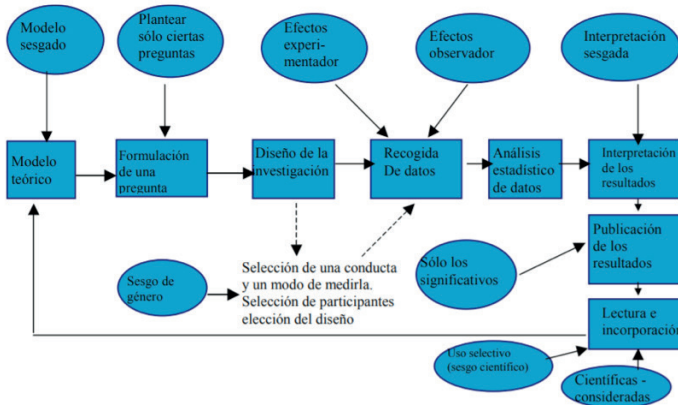 Modelo
sesgado
Plantear
sólo ciertas
preguntas
Efectos
experi-
mentador
Efectos
observador
Interpretación
sesgada
Modelo
teórico
Formulación
de una
pregunta
Diseño de la
investigación
Recogida
De datos
Análisis
estadístico
de datos
Interpretación
de los
resultados
Publicación
de los
resultados
Sesgo de
género
Selección de una conducta
y un modo de medirla.
Selección de participantes
elección del diseño
Sólo los
significativos
Lectura e
incorporación
Uso selectivo
(sesgo científico)
Científicas -
consideradas